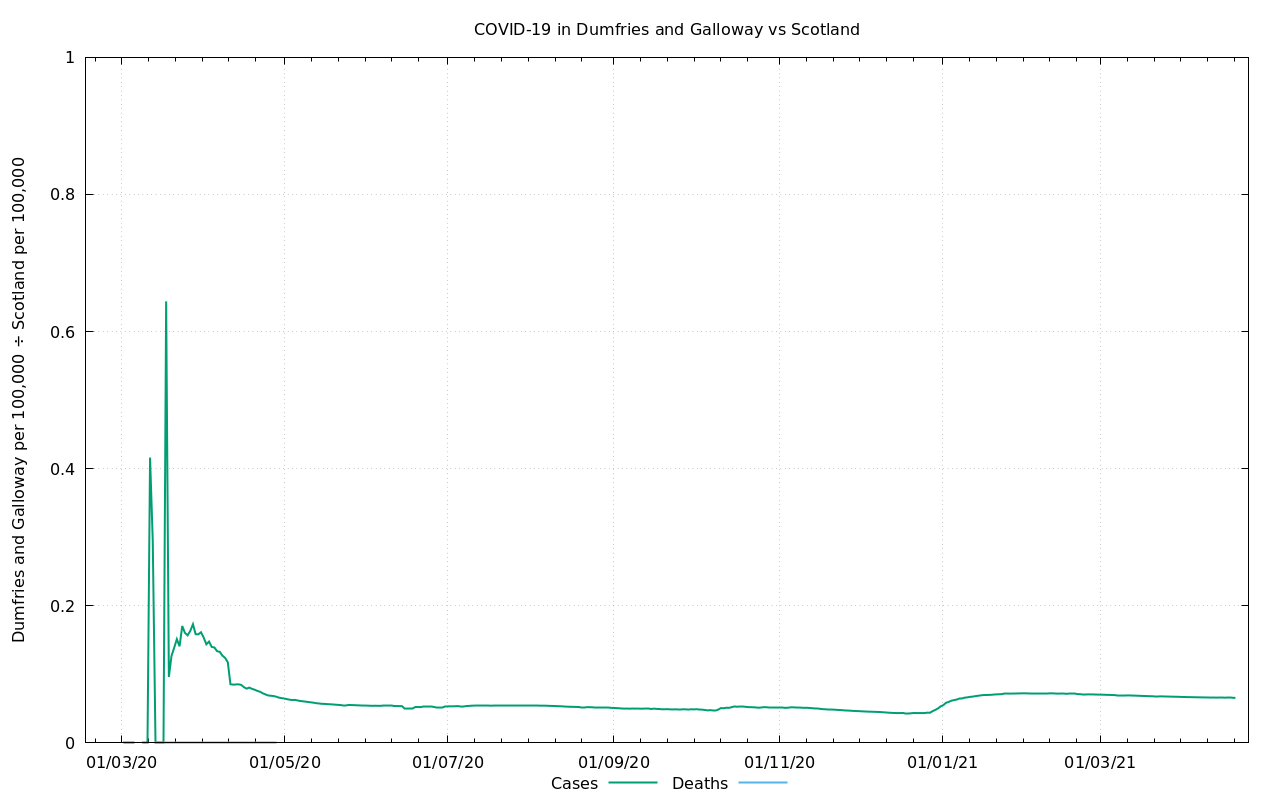 COVID-19 in Dumfries and Galloway vs Scotland
Dumfries and Galloway per 100,000 ÷ Scotland per 100,000
1
0.8
0.6
0.4
0.2
0
01/03/20 01/05/20 01/07/20 01/09/20 01/11/20 01/01/21 01/03/21
Cases Deaths